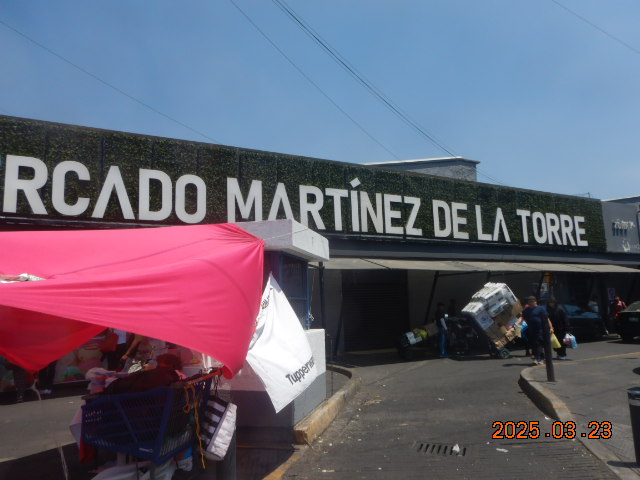 RCADO MARTÍNEZ DE LA TORRE
Tupperware
2025.03.23